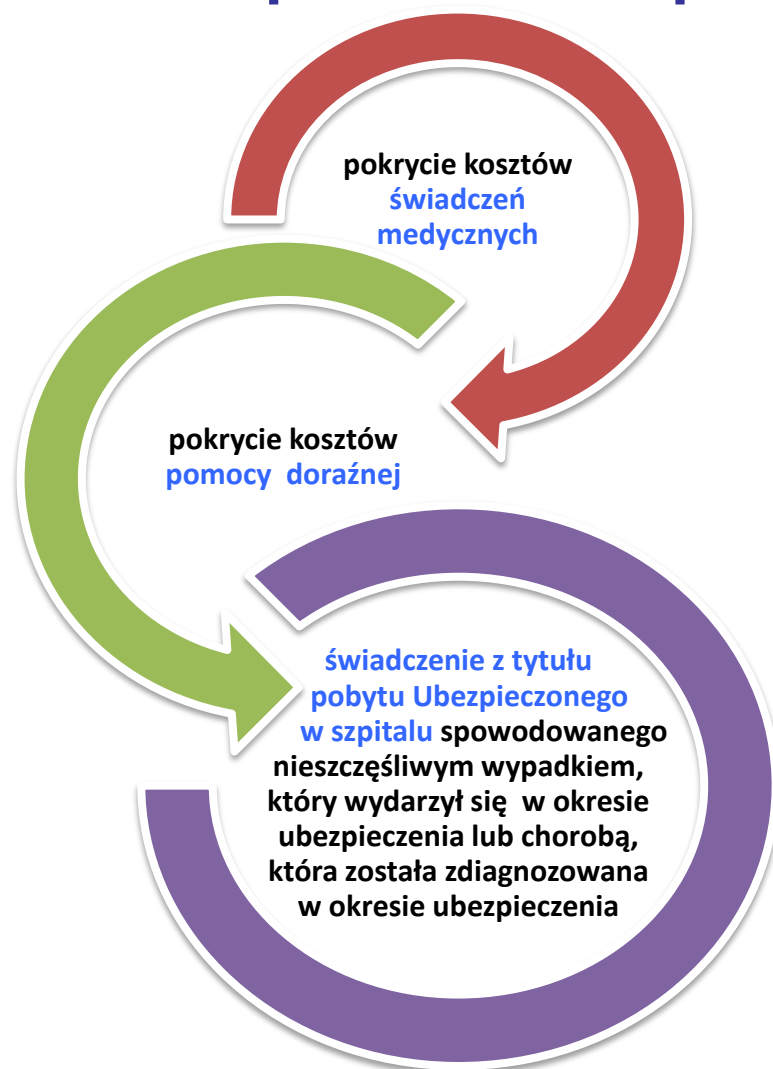 pokrycie kosztów
świadczeń
medycznych
pokrycie kosztów
pomocy doraźnej
świadczenie z tytułu
pobytu Ubezpieczonego
w szpitalu spowodowanego
nieszczęśliwym wypadkiem,
który wydarzył się w okresie
ubezpieczenia lub chorobą,
która została zdiagnozowana
w okresie ubezpieczenia